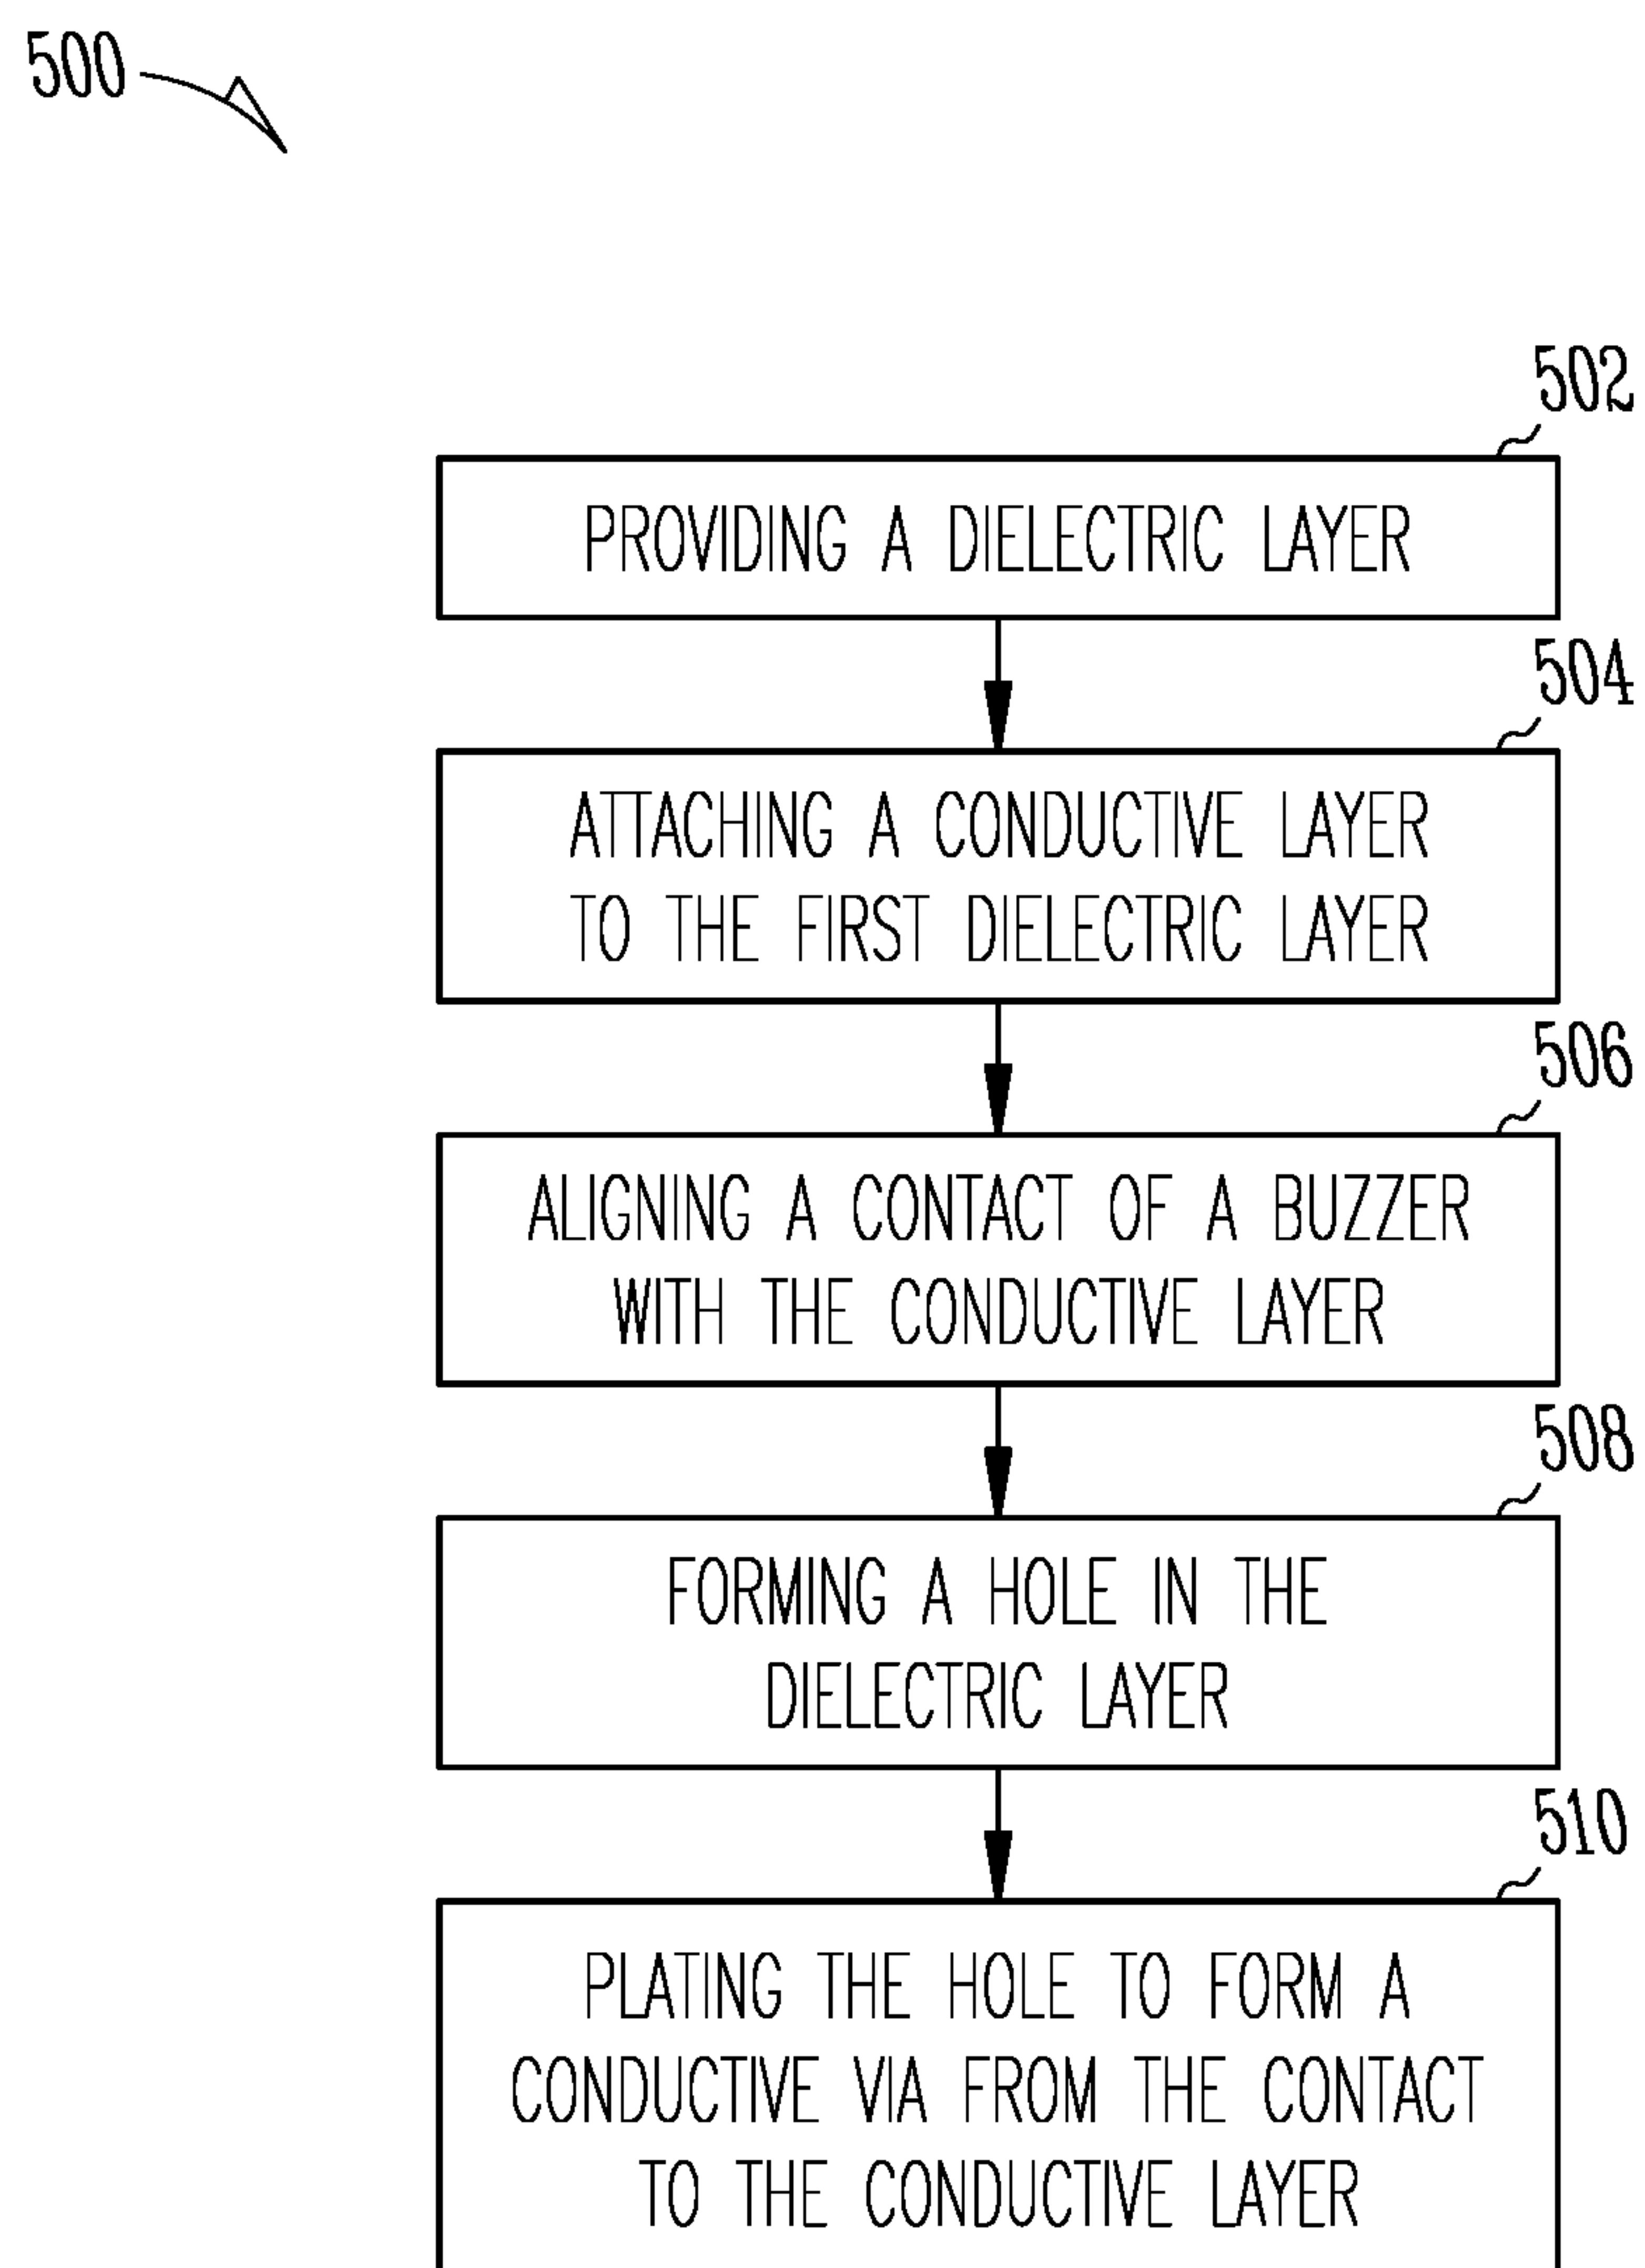 500
502
PROVIDING A DIELECTRIC LAYER
504
ATTACHING A CONDUCTIVE LAYER
TO THE FIRST DIELECTRIC LAYER
506
ALIGNING A CONTACT OF A BUZZER
WITH THE CONDUCTIVE LAYER
508
FORMING A HOLE IN THE
DIELECTRIC LAYER
510
PLATING THE HOLE TO FORM A
CONDUCTIVE VIA FROM THE CONTACT
TO THE CONDUCTIVE LAYER